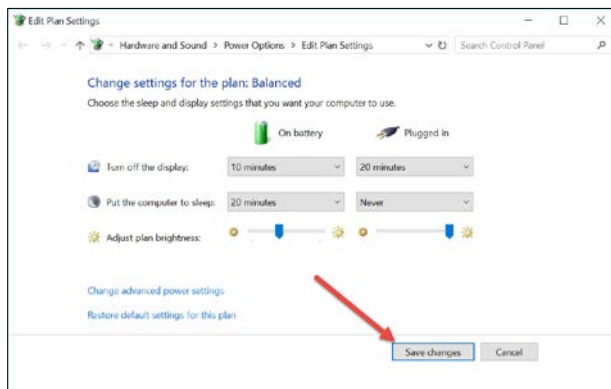 Edit Plan Settings
Hardware and Sound > Power Options > Edit Plan Settings
Search Control Panel
Change settings for the plan: Balanced
Choose the sleep and display settings that you want your computer to use.
On battery Plugged in
Turn off the display: 10 minutes 20 minutes
Put the computer to sleep: 20 minutes Never
Adjust plan brightness:
Change advanced power settings
Restore default settings for this plan
Save changes Cancel